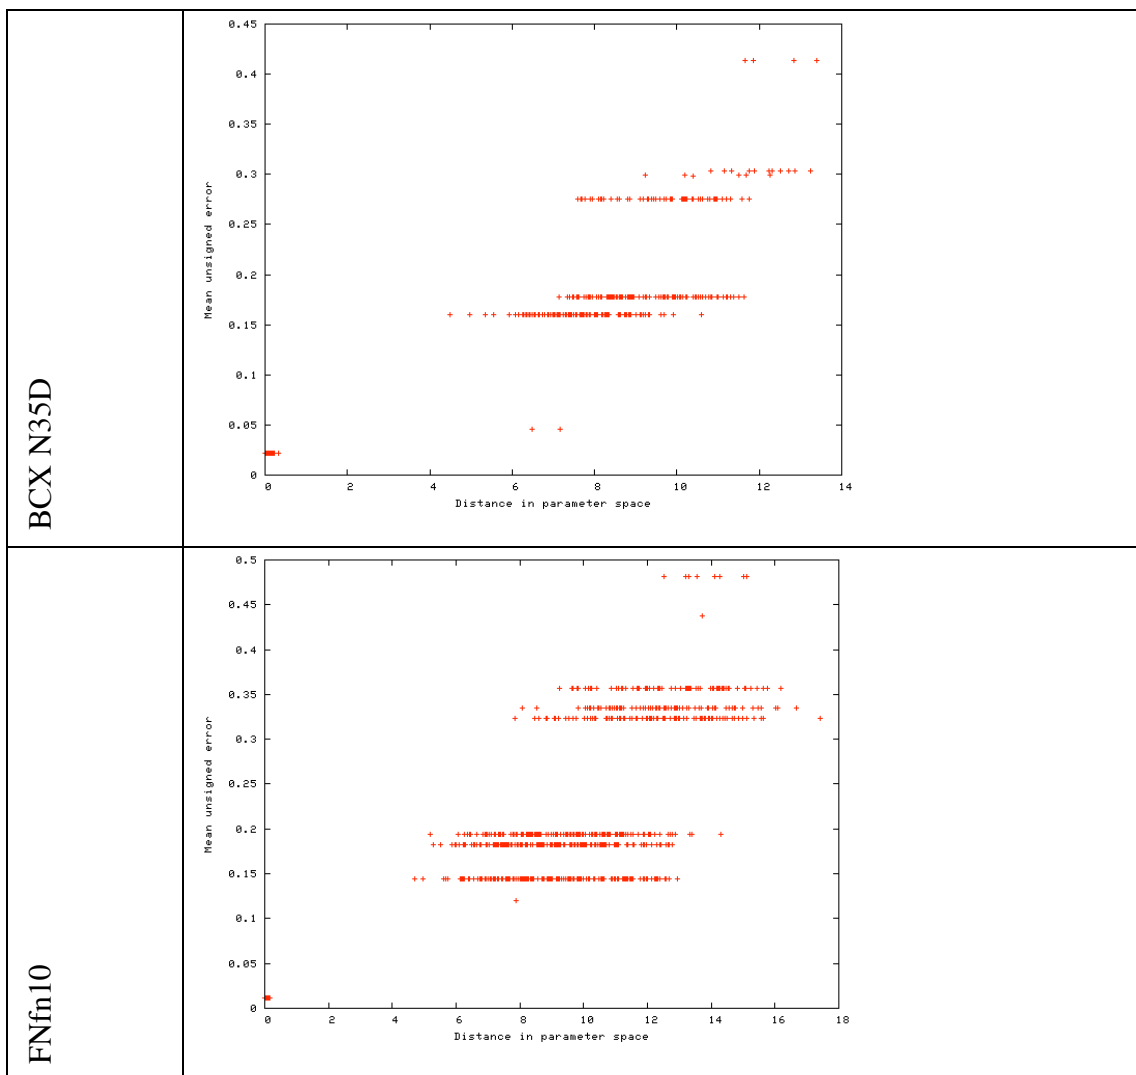 BCX N35D
0.45
0.4
0.35
0.3
0.25
0.2
0.15
0.1
0.05
0
Mean unsigned error
0 2 4 6 8 10 12 14
Distance in parameter space
FNfn10
0.5
0.45
0.4
0.35
0.3
0.25
0.2
0.15
0.1
0.05
0
Mean unsigned error
0 2 4 6 8 10 12 14 16 18
Distance in parameter space